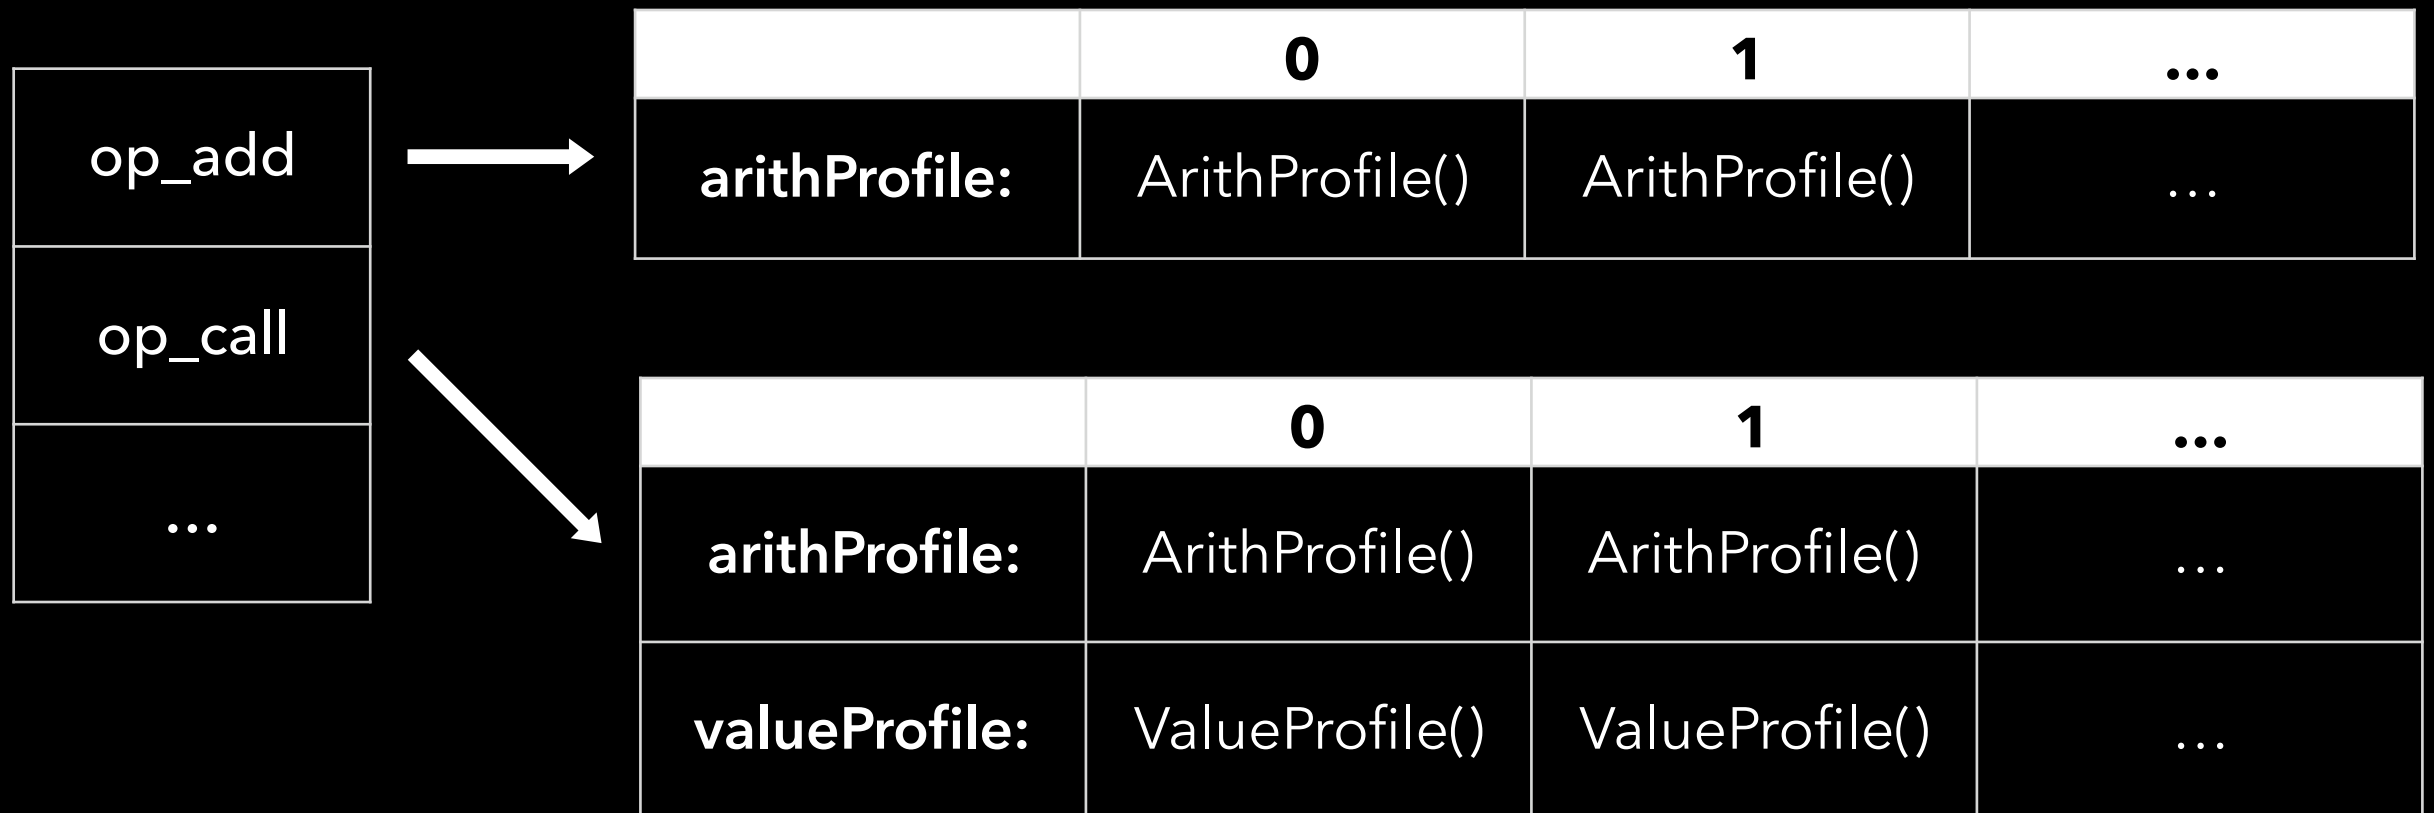 op_add
op_call
...
0 1 ...
arithProfile: ArithProfile() ArithProfile() ...
0 1 ...
arithProfile: ArithProfile() ArithProfile() ...
valueProfile: ValueProfile() ValueProfile() ...